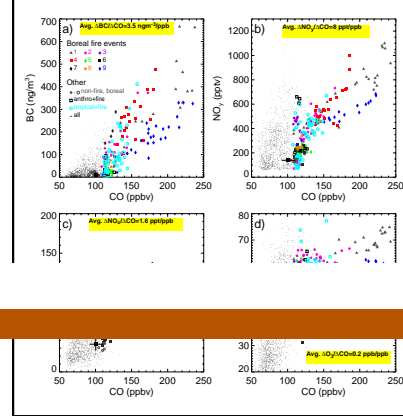 a) Avg. ΔBC/ΔCO=3.5 ngm⁻³/ppb
Boreal fire events
1 2 3
4 5 6
7 8 9
Other
non-fire, boreal
anthro+fire
all
BC (ng/m³)
700
600
500
400
300
200
100
0
50 100 150 200 250
CO (ppbv)
b) Avg. ΔNOy/ΔCO=8 ppt/ppb
NOy (pptv)
1200
1000
800
600
400
200
0
50 100 150 200 250
CO (ppbv)
c) Avg. ΔNOx/ΔCO=1.6 ppt/ppb
200
150
0
50 100 150 200 250
CO (ppbv)
d)
80
70
30
20
Avg. ΔO₃/ΔCO=0.2 ppb/ppb
50 100 150 200 250
CO (ppbv)